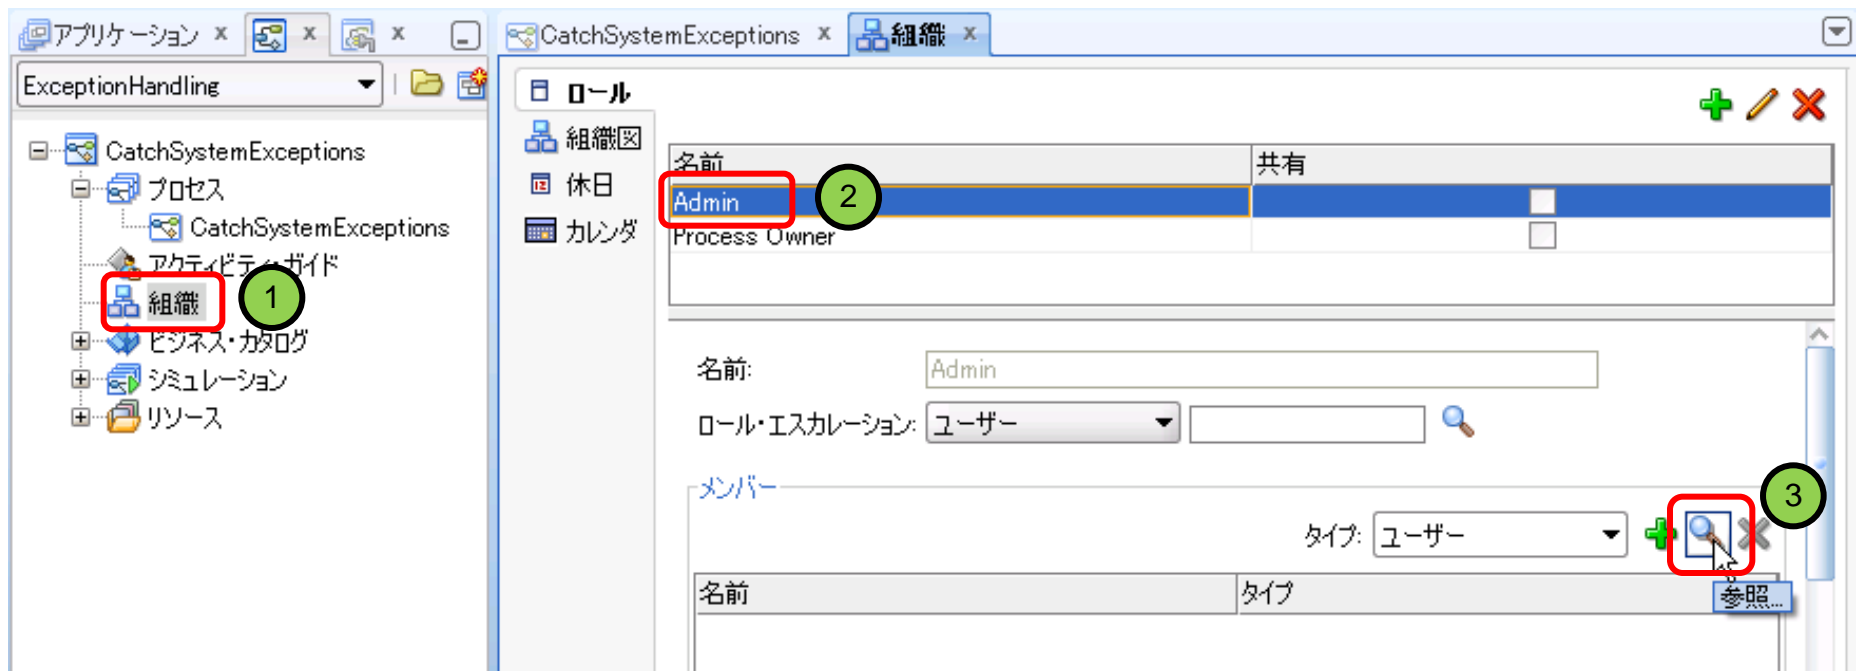 アプリケーション x x x
ExceptionHandling
CatchSystemExceptions
プロセス
CatchSystemExceptions
アクティビティ・ガイド
組織
1
ビジネス・カタログ
シミュレーション
リソース
CatchSystemExceptions x 組織 x
ロール
組織図
休日
カレンダ
名前 共有
Admin
2
Process Owner
名前: Admin
ロール・エスカレーション: ユーザー
メンバー
3
タイプ: ユーザー
名前 タイプ
参照...